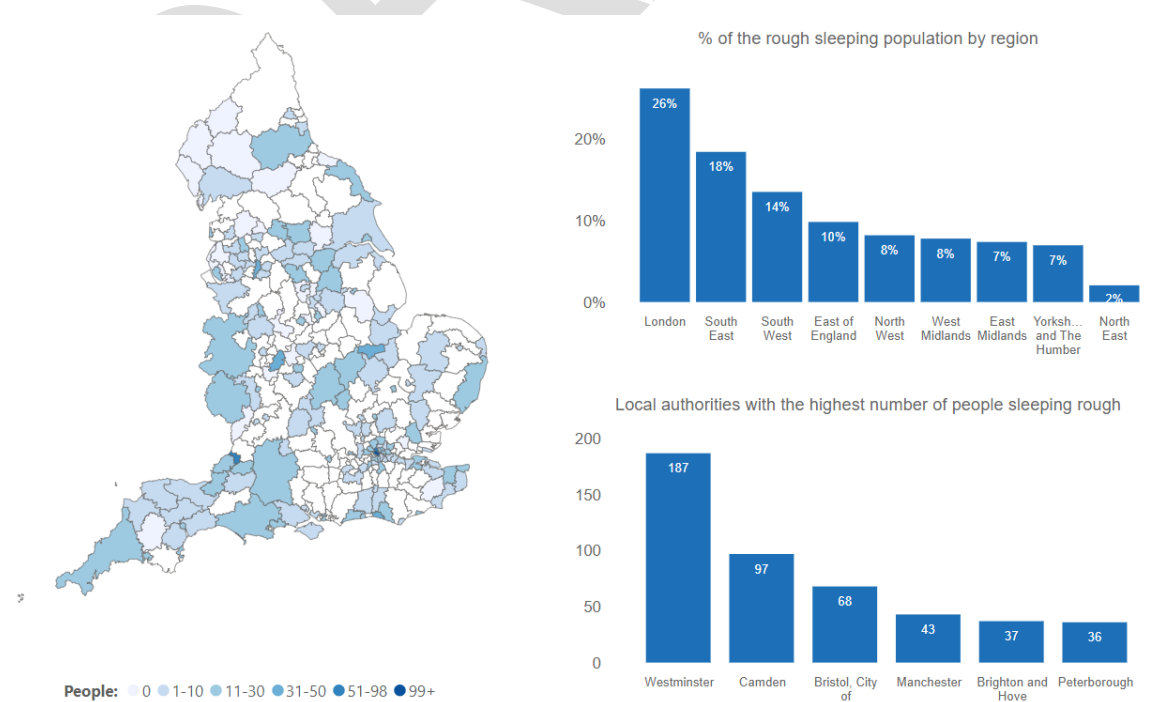 % of the rough sleeping population by region
20%
10%
0%
26%
18%
14%
10%
8%
8%
7%
7%
2%
London
South
East
South
West
East of
England
North
West
West
Midlands
East
Midlands
Yorksh...
and The
Humber
North
East
Local authorities with the highest number of people sleeping rough
200
150
100
50
0
187
97
68
43
37
36
Westminster
Camden
Bristol, City
of
Manchester
Brighton and
Hove
Peterborough
People: 0 1-10 11-30 31-50 51-98 99+